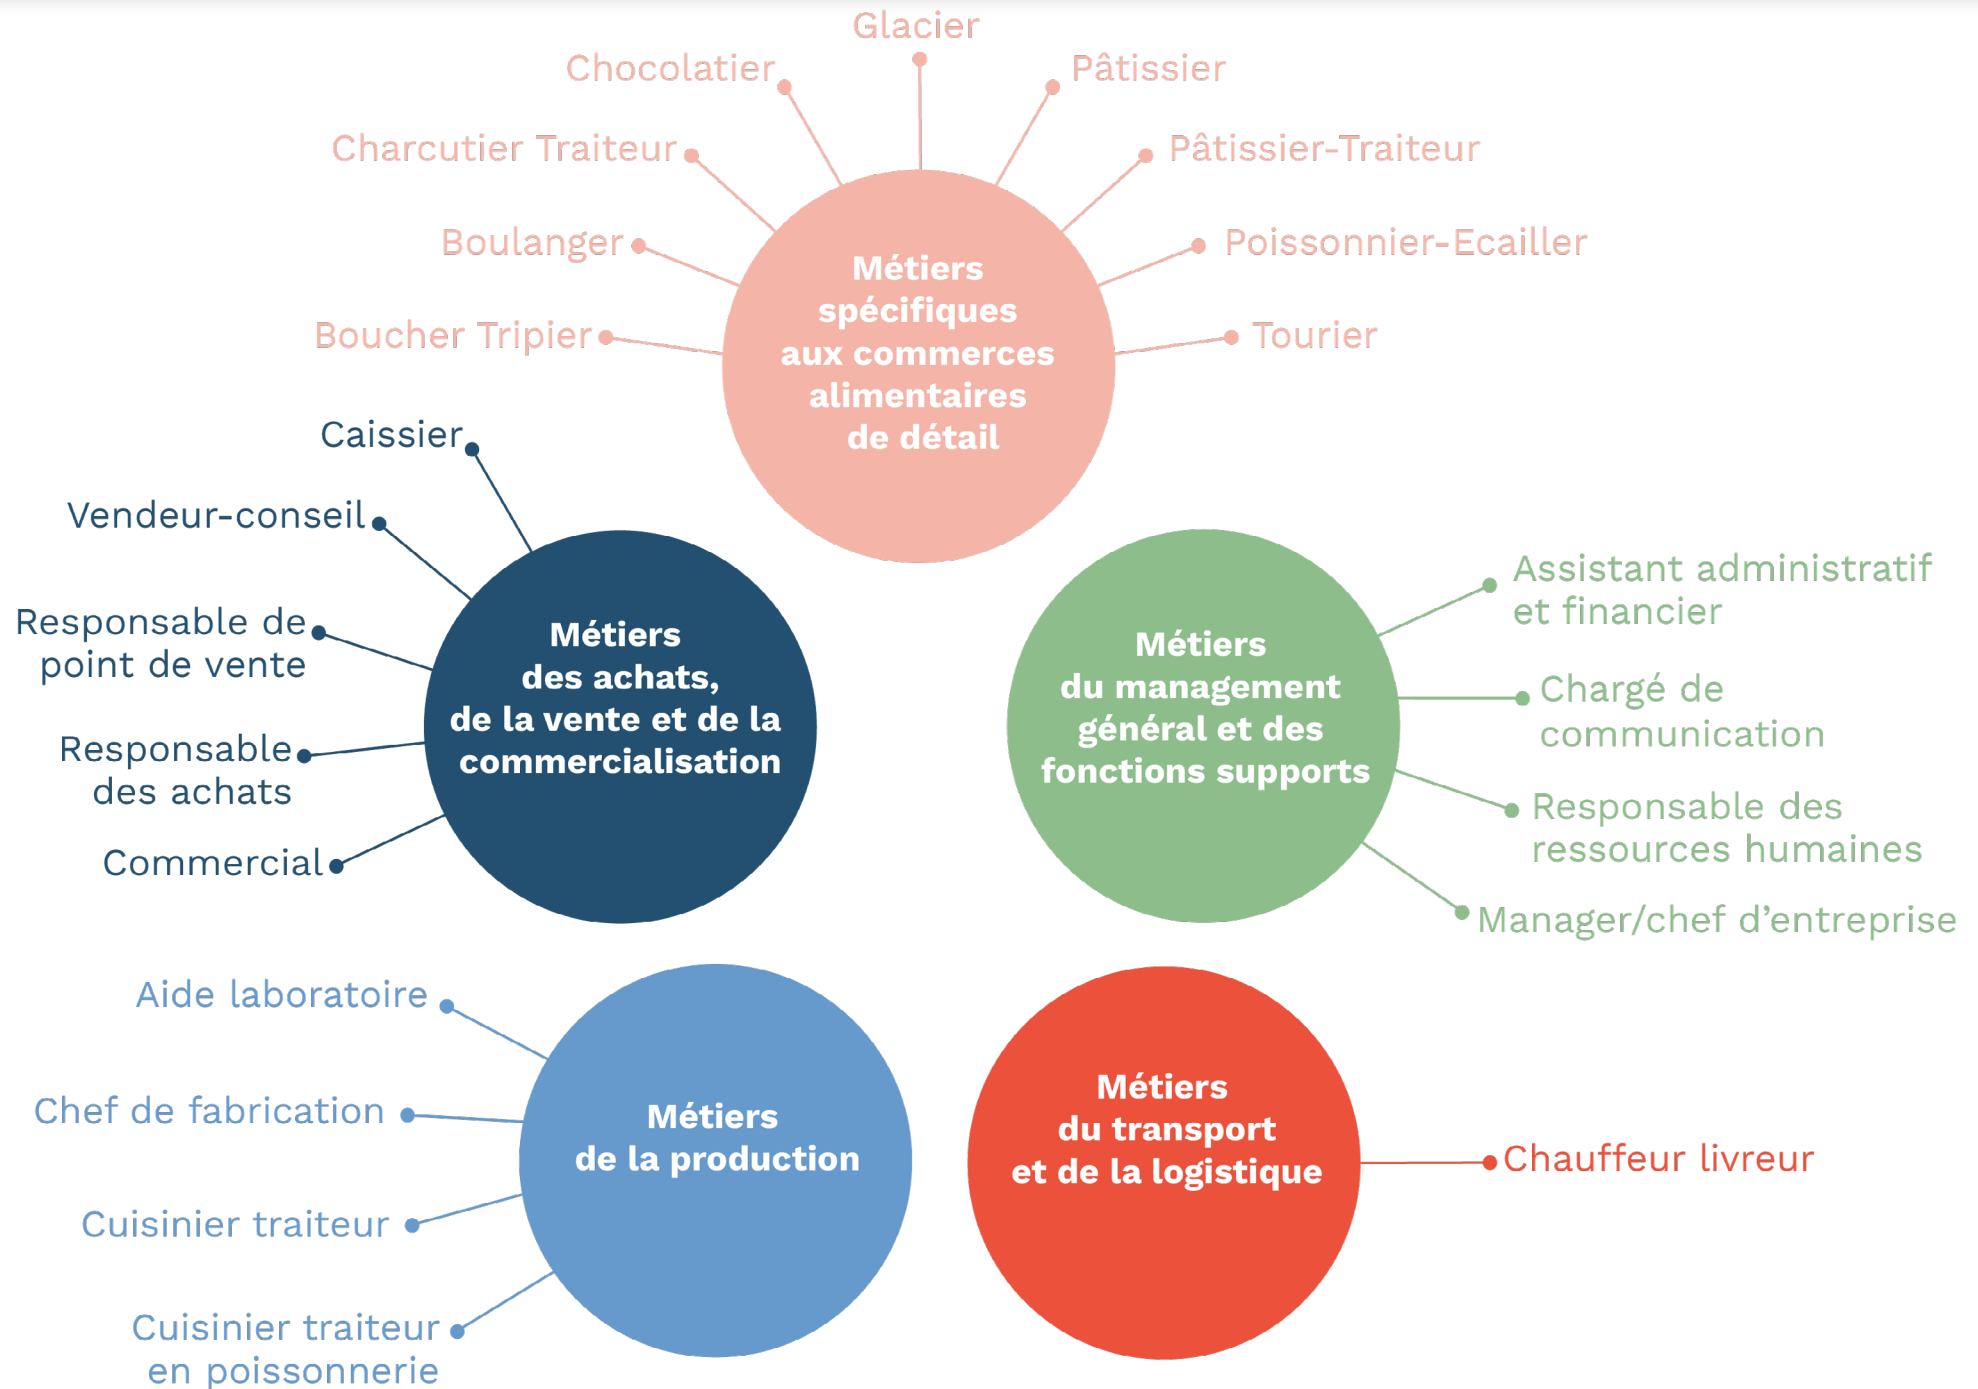 Glacier
Chocolatier
Pâtissier
Charcutier Traiteur
Pâtissier-Traiteur
Boulanger
Poissonnier-Ecailler
Boucher Tripier
Tourier
Métiers
spécifiques
aux commerces
alimentaires
de détail
Caissier
Vendeur-conseil
Responsable de
point de vente
Responsable
des achats
Commercial
Métiers
des achats,
de la vente et de la
commercialisation
Métiers
du management
général et des
fonctions supports
Assistant administratif
et financier
Chargé de
communication
Responsable des
ressources humaines
Manager/chef d’entreprise
Aide laboratoire
Chef de fabrication
Cuisinier traiteur
Cuisinier traiteur
en poissonnerie
Métiers
de la production
Métiers
du transport
et de la logistique
Chauffeur livreur